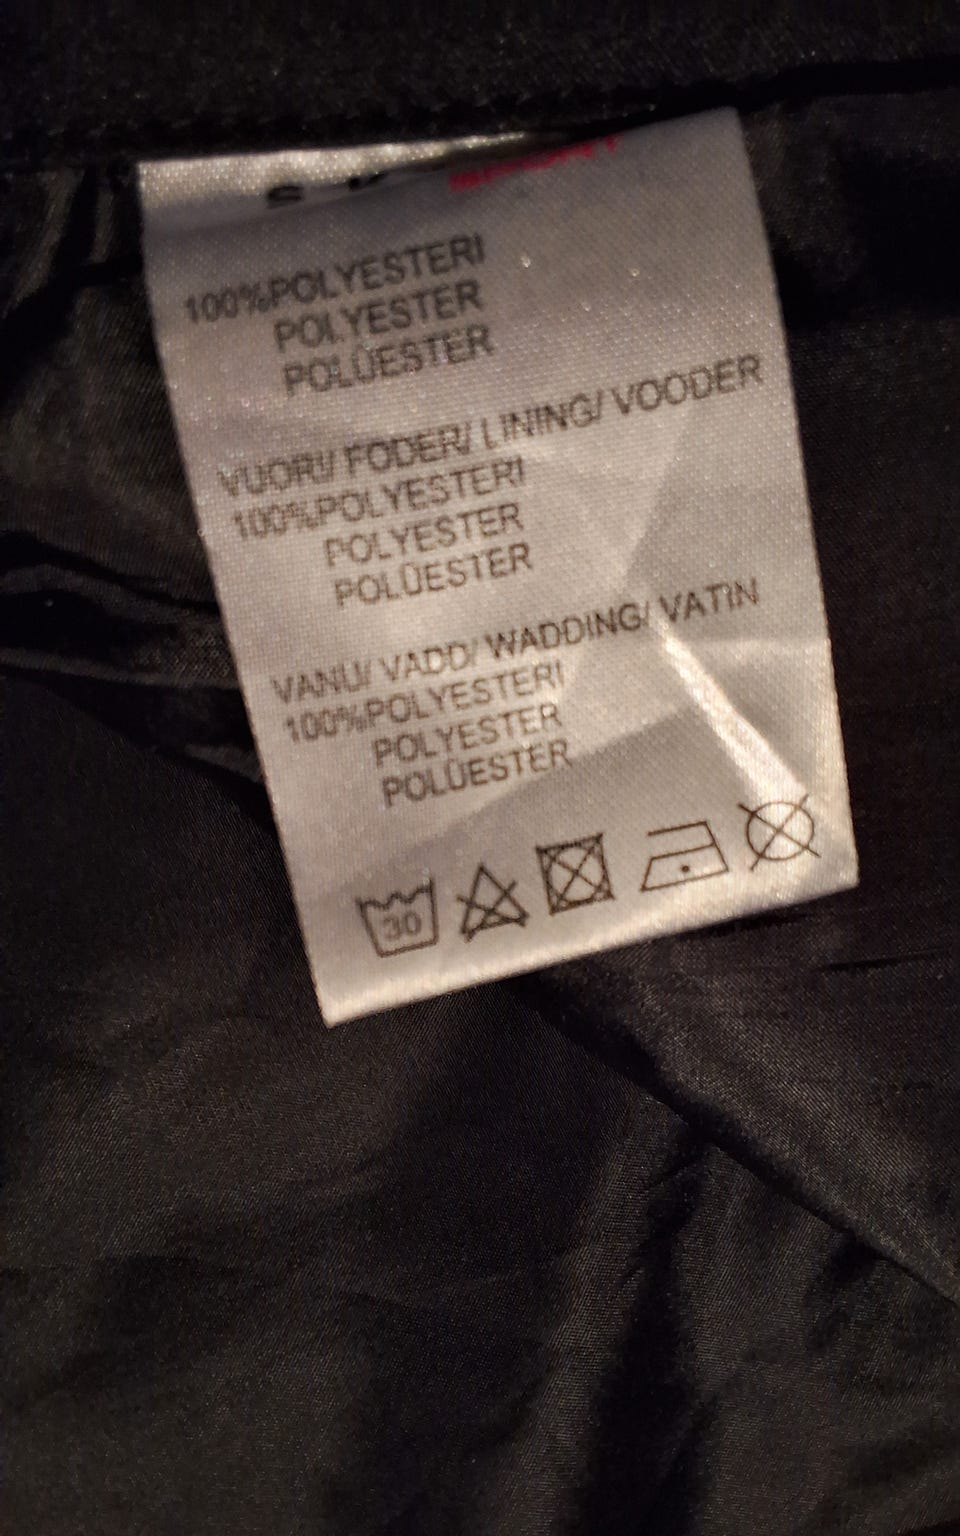 100%POLYESTERI
POLYESTER
POLÜESTER
VUORI/ FODER/ LINING/ VOODER
100%POLYESTERI
POLYESTER
POLÜESTER
VANU/ VADD/ WADDING/ VATIN
100%POLYESTERI
POLYESTER
POLÜESTER
30